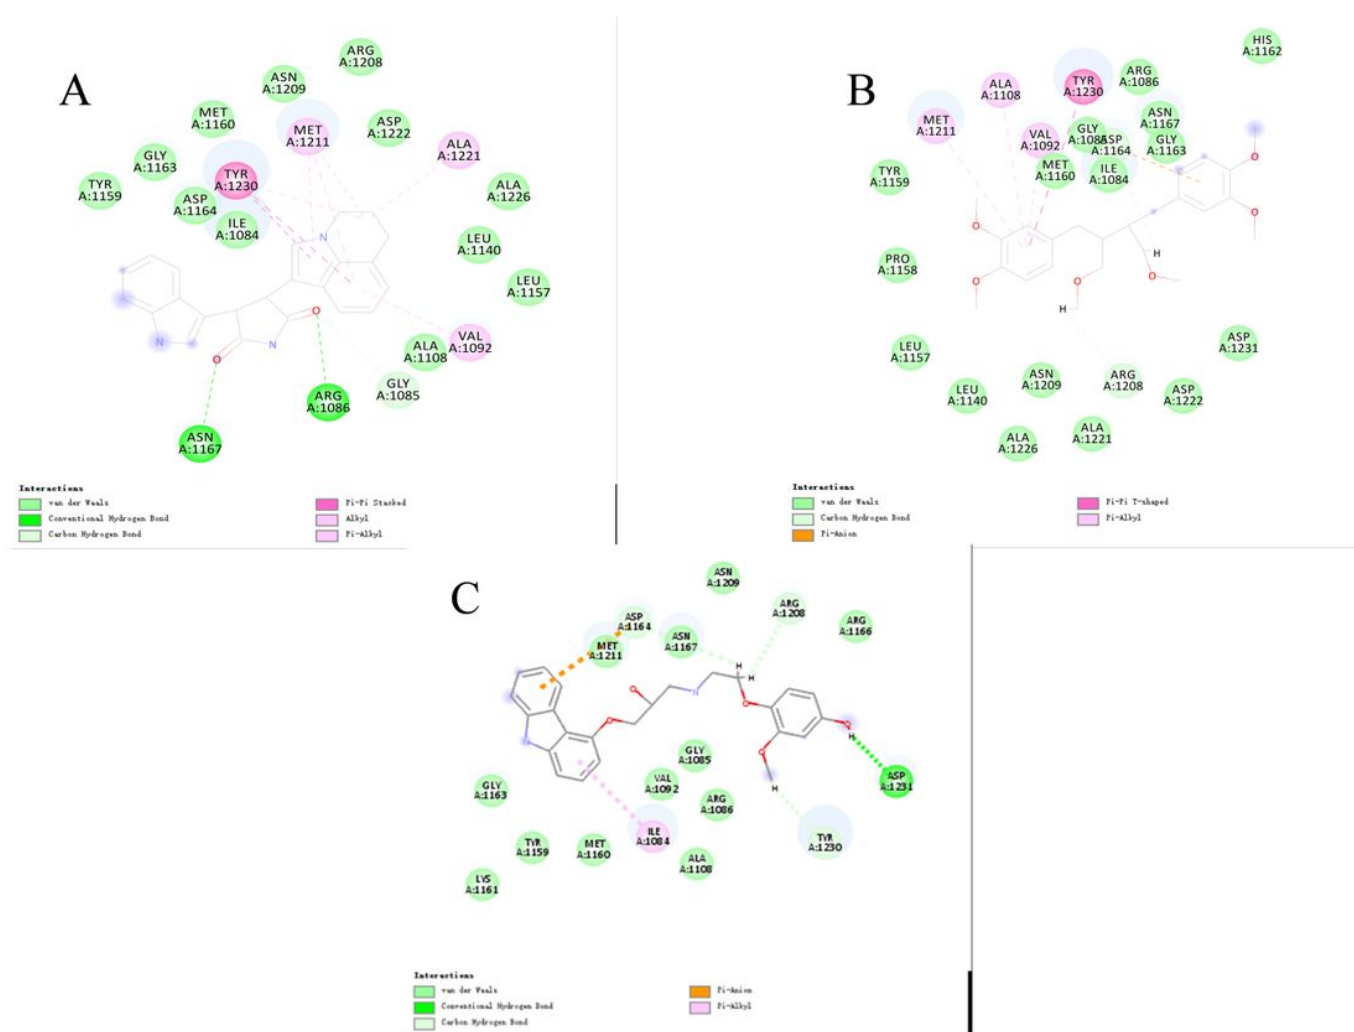 A
ARG
A:1208
ASN
A:1209
MET
A:1160
MET
A:1211
ASP
A:1222
ALA
A:1221
GLY
A:1163
TYR
A:1159
TYR
A:1230
ASP
A:1164
ILE
A:1084
ALA
A:1226
LEU
A:1140
LEU
A:1157
N
VAL
A:1092
ALA
A:1108
GLY
A:1085
ARG
A:1086
ASN
A:1167
O
O
N
N
Interactions
van der Waals
Conventional Hydrogen Bond
Carbon Hydrogen Bond
Pi-Pi Stacked
Alkyl
Pi-Alkyl
B
HIS
A:1162
ALA
A:1108
TYR
A:1230
ARG
A:1086
MET
A:1211
VAL
A:1092
GLY
A:1085
ASP
A:1164
ASN
A:1167
GLY
A:1163
MET
A:1160
ILE
A:1084
TYR
A:1159
PRO
A:1158
O
O
O
O
O
O
H
H
LEU
A:1157
LEU
A:1140
ASN
A:1209
ARG
A:1208
ASP
A:1222
ASP
A:1231
ALA
A:1226
ALA
A:1221
Interactions
van der Waals
Carbon Hydrogen Bond
Pi-Anion
Pi-Pi T-shaped
Pi-Alkyl
C
ASN
A:1209
ASP
A:1164
ARG
A:1208
MET
A:1211
ASN
A:1167
ARG
A:1166
H
H
O
O
N
O
O
O
H
H
GLY
A:1085
VAL
A:1092
ARG
A:1086
ASP
A:1231
GLY
A:1163
TYR
A:1159
MET
A:1160
ILE
A:1084
ALA
A:1108
TYR
A:1230
LYS
A:1161
Interactions
van der Waals
Conventional Hydrogen Bond
Carbon Hydrogen Bond
Pi-Anion
Pi-Alkyl